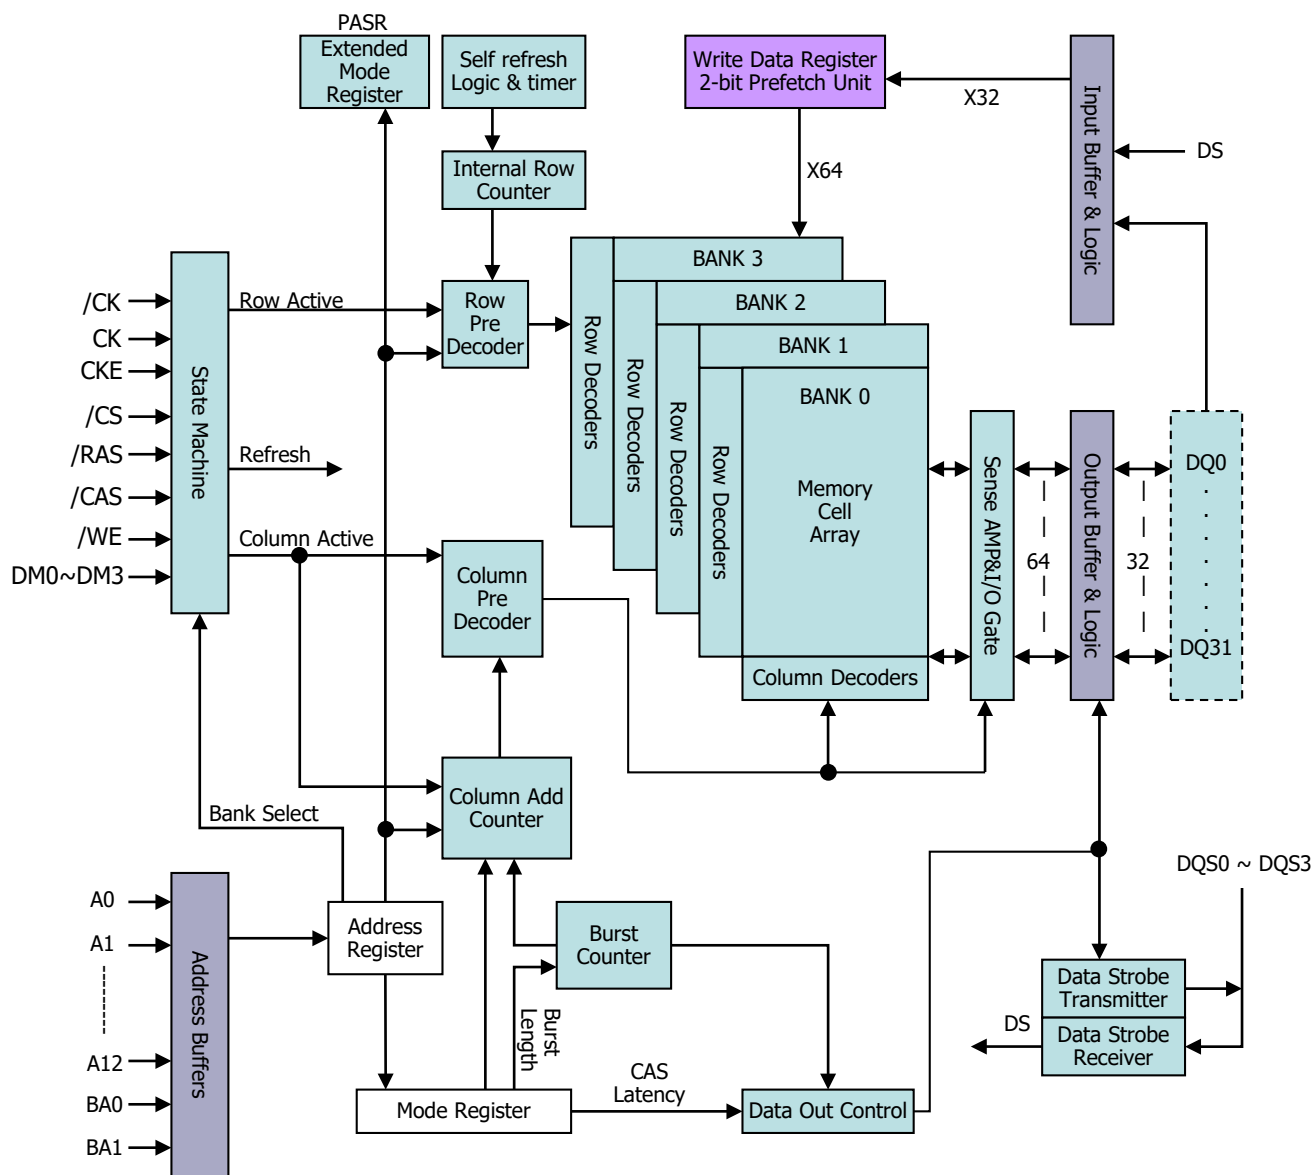 PASR
Extended
Mode
Register
Self refresh
Logic & timer
Write Data Register
2-bit Prefetch Unit
X32
Input Buffer & Logic
DS
Internal Row
Counter
X64
/CK
CK
CKE
/CS
/RAS
/CAS
/WE
DM0~DM3
State Machine
Row Active
Refresh
Column Active
Row
Pre
Decoder
Row Decoders
Row Decoders
Row Decoders
Row Decoders
BANK 3
BANK 2
BANK 1
BANK 0
Memory
Cell
Array
Column Decoders
Sense AMP&I/O Gate
64
Output Buffer & Logic
32
DQ0
DQ31
Column
Pre
Decoder
Column Add
Counter
Bank Select
A0
A1
A12
BA0
BA1
Address Buffers
Address
Register
Burst
Counter
Burst
Length
Mode Register
CAS
Latency
Data Out Control
DQS0 ~ DQS3
Data Strobe
Transmitter
DS
Data Strobe
Receiver